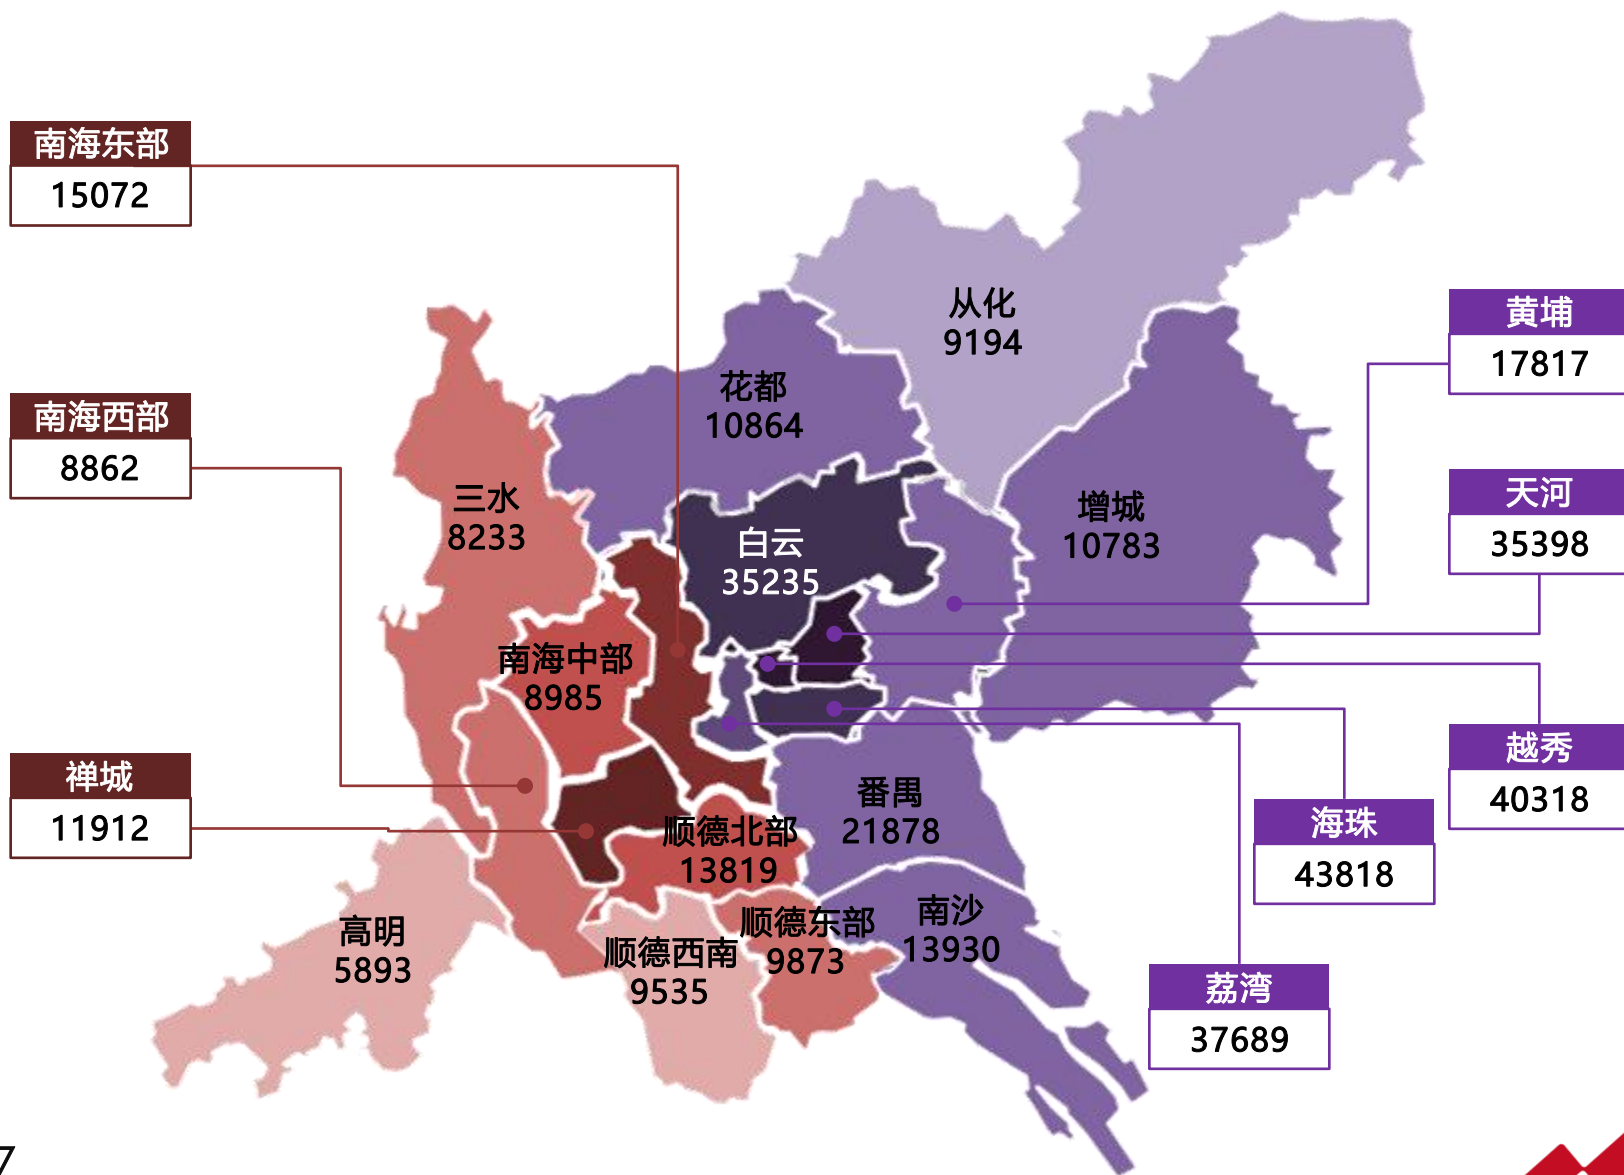 南海东部
15072
南海西部
8862
禅城
11912
从化
9194
花都
10864
三水
8233
白云
35235
增城
10783
南海中部
8985
顺德北部
13819
番禺
21878
南沙
13930
顺德东部
9873
顺德西南
9535
高明
5893
黄埔
17817
天河
35398
越秀
40318
海珠
43818
荔湾
37689
7